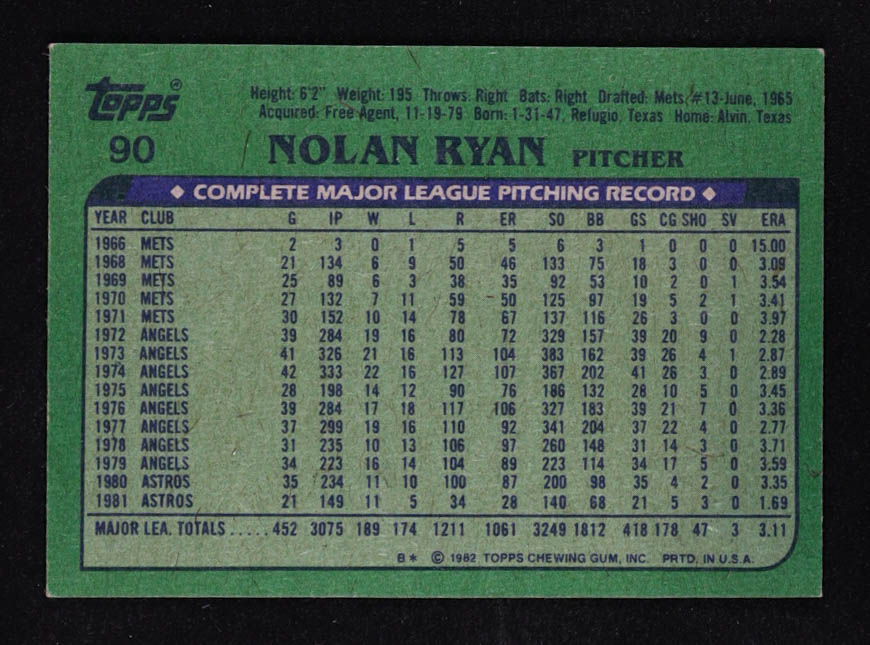 Topps®
Height: 6'2" Weight: 195 Throws: Right Bats: Right Drafted: Mets #13-June, 1965
Acquired: Free Agent, 11-19-79 Born: 1-31-47, Refugio, Texas Home: Alvin, Texas
90 NOLAN RYAN PITCHER
◆ COMPLETE MAJOR LEAGUE PITCHING RECORD ◆
YEAR CLUB G IP W L R ER SO BB GS CG SHO SV ERA
1966 METS 2 3 0 1 5 5 6 3 1 0 0 0 15.00
1968 METS 21 134 6 9 50 46 133 75 18 3 0 0 3.09
1969 METS 25 89 6 3 38 35 92 53 10 2 0 1 3.54
1970 METS 27 132 7 11 59 50 125 97 19 5 2 1 3.41
1971 METS 30 152 10 14 78 67 137 116 26 3 0 0 3.97
1972 ANGELS 39 284 19 16 80 72 329 157 39 20 9 0 2.28
1973 ANGELS 41 326 21 16 113 104 383 162 39 26 4 1 2.87
1974 ANGELS 42 333 22 16 127 107 367 202 41 26 3 0 2.89
1975 ANGELS 28 198 14 12 90 76 186 132 28 10 5 0 3.45
1976 ANGELS 39 284 17 18 117 106 327 183 39 21 7 0 3.36
1977 ANGELS 37 299 19 16 110 92 341 204 37 22 4 0 2.77
1978 ANGELS 31 235 10 13 106 97 260 148 31 14 3 0 3.71
1979 ANGELS 34 223 16 14 104 89 223 114 34 17 5 0 3.59
1980 ASTROS 35 234 11 10 100 87 200 98 35 4 2 0 3.35
1981 ASTROS 21 149 11 5 34 28 140 68 21 5 3 0 1.69
MAJOR LEA. TOTALS ..... 452 3075 189 174 1211 1061 3249 1812 418 178 47 3 3.11
B* © 1982 TOPPS CHEWING GUM, INC. PRTD. IN U.S.A.